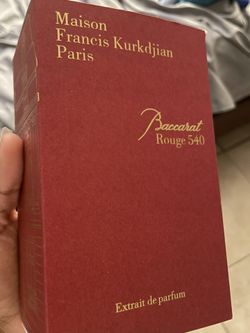 Maison
Francis Kurkdjian
Paris
Baccarat
Rouge 540
Extrait de parfum